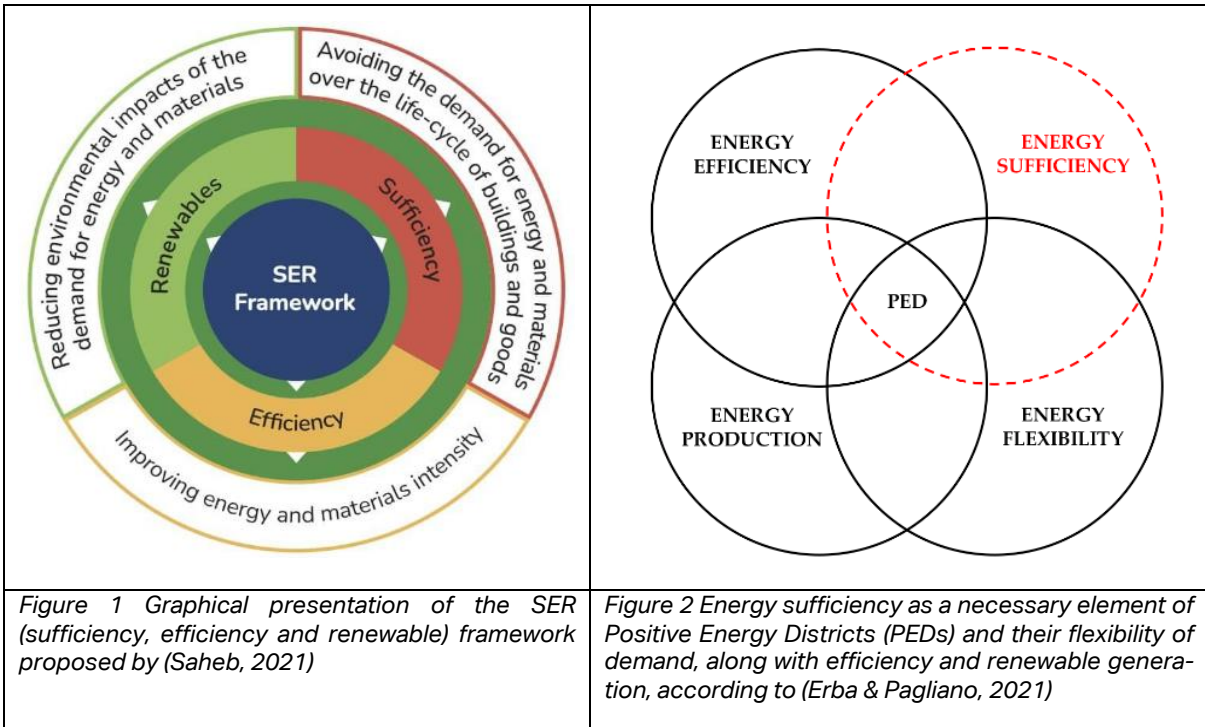 Reducing environmental impacts of the
demand for energy and materials
Avoiding the demand for energy and materials
over the life-cycle of buildings and goods
Renewables
Sufficiency
SER
Framework
Efficiency
Improving energy and materials intensity
Figure 1 Graphical presentation of the SER
(sufficiency, efficiency and renewable) framework
proposed by (Saheb, 2021)
ENERGY
EFFICIENCY
ENERGY
SUFFICIENCY
PED
ENERGY
PRODUCTION
ENERGY
FLEXIBILITY
Figure 2 Energy sufficiency as a necessary element of
Positive Energy Districts (PEDs) and their flexibility of
demand, along with efficiency and renewable genera-
tion, according to (Erba & Pagliano, 2021)